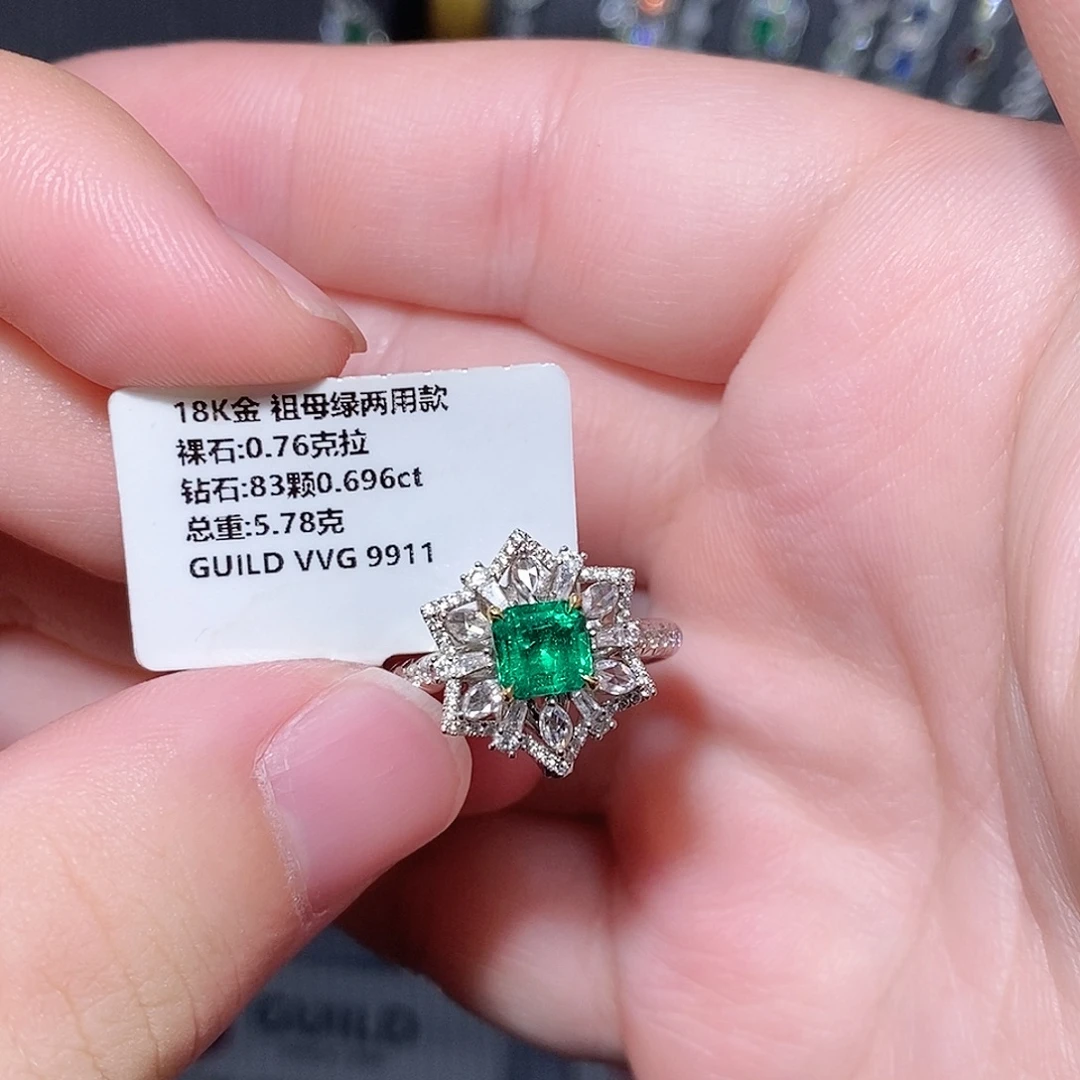 18K金 祖母绿两用款
裸石:0.76克拉
钻石:83颗0.696ct
总重:5.78克
GUILD VVG 9911
GUILD